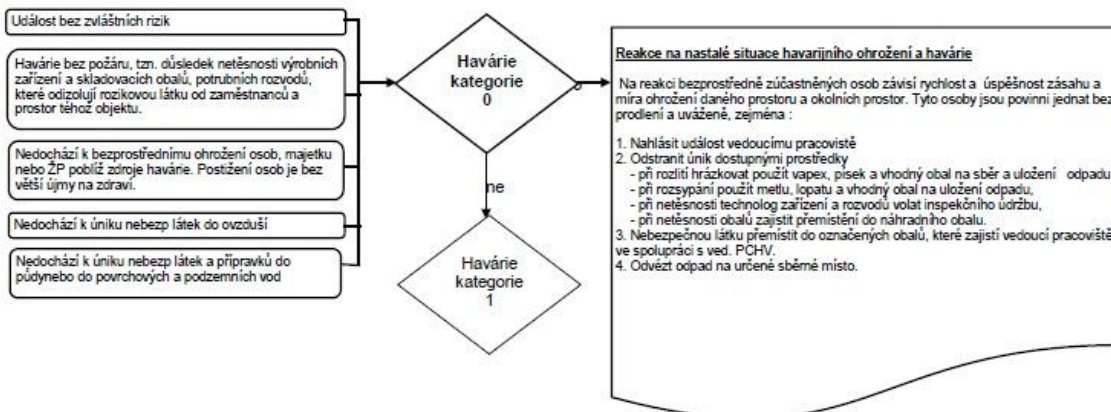 Událost bez zvláštních rizik
Havárie bez požáru, tzn. důsledek netěsnosti výrobních
zařízení a skladovacích obalů, potrubních rozvodů,
které odizolují rozikovou látku od zaměstnanců a
prostor téhož objektu.
Nedochází k bezprostřednímu ohrožení osob, majetku
nebo ŽP poblíž zdroje havárie. Postižení osob je bez
větší újmy na zdraví.
Nedochází k úniku nebezp látek do ovzduší
Nedochází k úniku nebezp látek a přípravků do
půdynebo do povrchových a podzemních vod
Havárie
kategorie
0
ne
Havárie
kategorie
1
Reakce na nastalé situace havarijního ohrožení a havárie
Na reakci bezprostředně zúčastněných osob závisí rychlost a úspěšnost zásahu a
míra ohrožení daného prostoru a okolních prostor. Tyto osoby jsou povinni jednat bez
prodlení a uváženě, zejména :
1. Nahlásit událost vedoucímu pracoviště
2. Odstranit únik dostupnými prostředky
- při rozlití hrázkovat použít vapex, písek a vhodný obal na sběr a uložení odpadu
- při rozsypání použít metlu, lopatu a vhodný obal na uložení odpadu,
- při netěsnosti technolog zařízení a rozvodů volat inspekční údržbu,
- při netěsnosti obalů zajistit přemístění do náhradního obalu.
3. Nebezpečnou látku přemístit do označených obalů, které zajistí vedoucí pracoviště
ve spolupráci s ved. PCHV.
4. Odvézt odpad na určené sběrné místo.